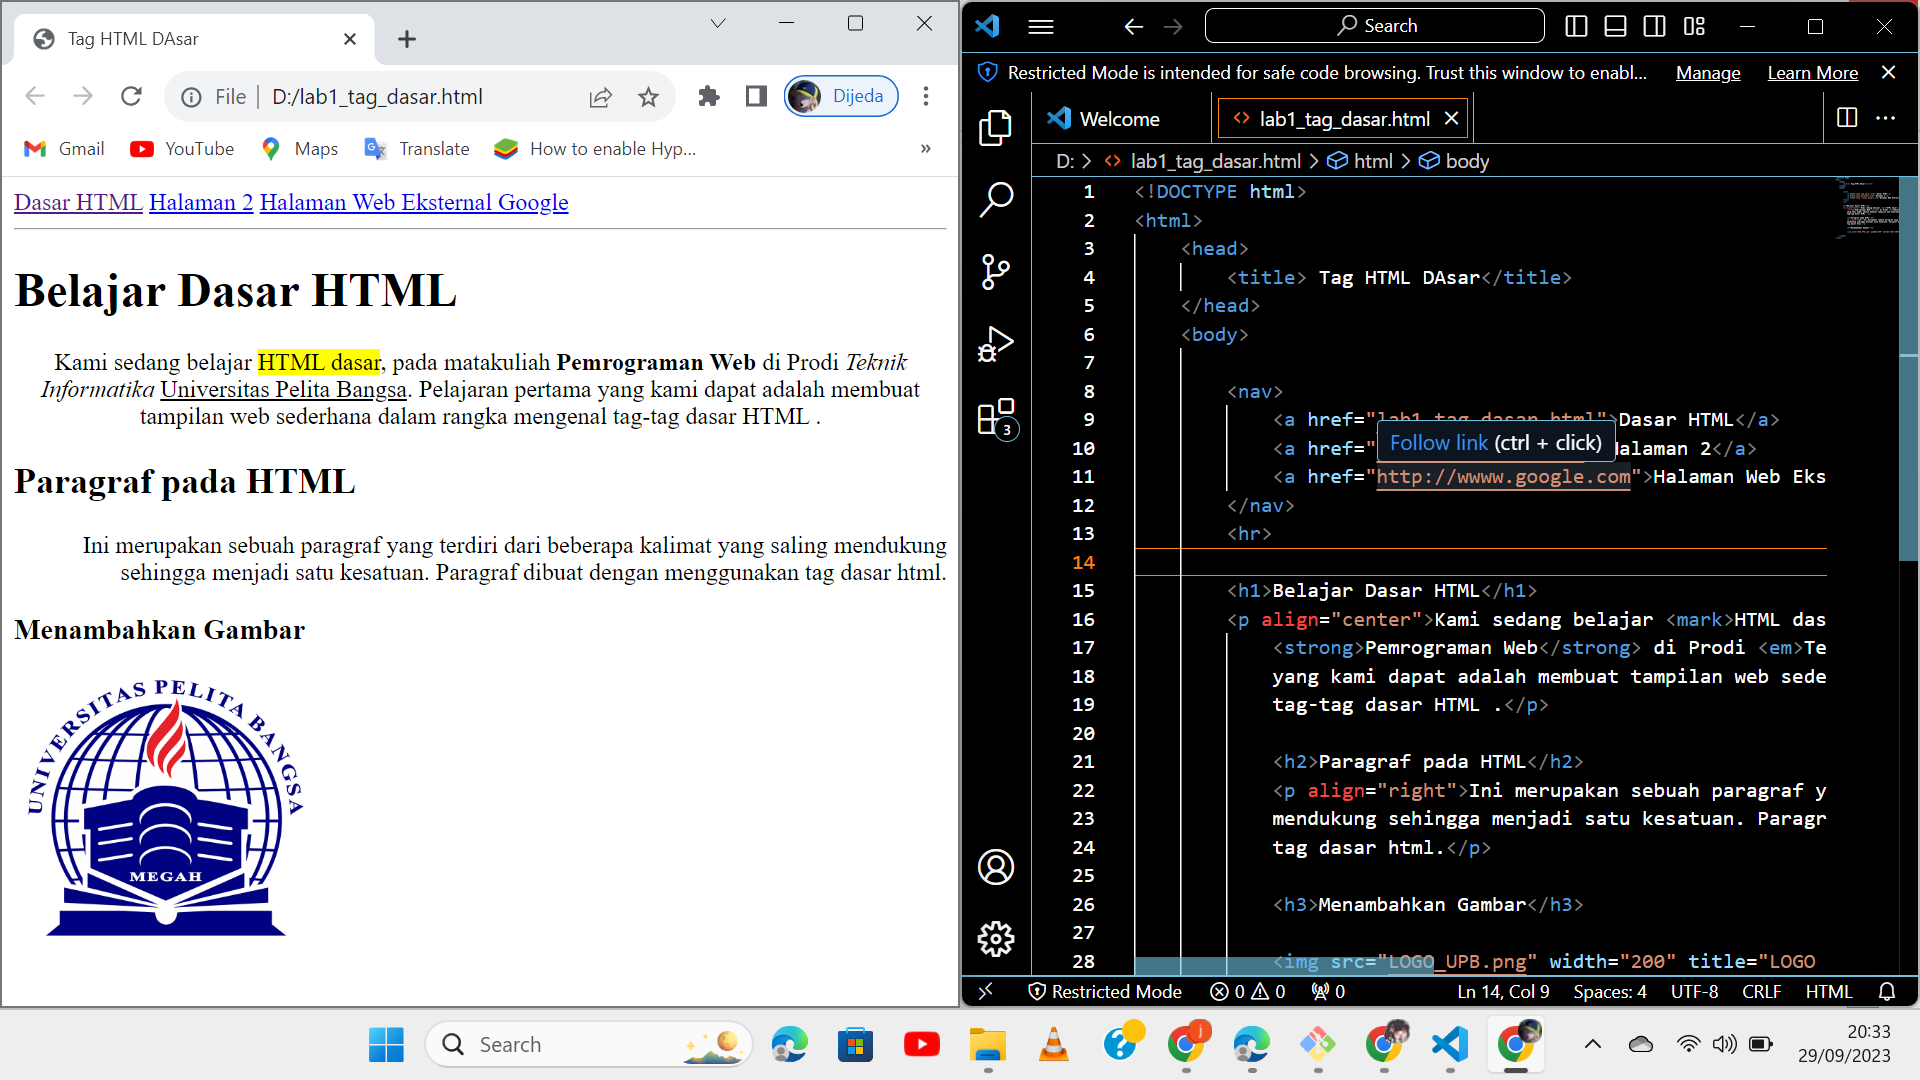 Tag HTML DAsar
File
D:/lab1_tag_dasar.html
Dijeda
Gmail
YouTube
Maps
Translate
How to enable Hyp...
»
Dasar HTML Halaman 2 Halaman Web Eksternal Google
Belajar Dasar HTML
Kami sedang belajar HTML dasar, pada matakuliah Pemrograman Web di Prodi Teknik
Informatika Universitas Pelita Bangsa. Pelajaran pertama yang kami dapat adalah membuat
tampilan web sederhana dalam rangka mengenal tag-tag dasar HTML .
Paragraf pada HTML
Ini merupakan sebuah paragraf yang terdiri dari beberapa kalimat yang saling mendukung
sehingga menjadi satu kesatuan. Paragraf dibuat dengan menggunakan tag dasar html.
Menambahkan Gambar
UNIVERSITAS PELITA BANGSA
MEGAH
Search
Restricted Mode is intended for safe code browsing. Trust this window to enabl... Manage Learn More
Welcome
<> lab1_tag_dasar.html
D: > <> lab1_tag_dasar.html > html > body
1 <!DOCTYPE html>
2 <html>
3 <head>
4 <title> Tag HTML DAsar</title>
5 </head>
6 <body>
7
8 <nav>
9 <a href="lab1_tag_dasar.html">Dasar HTML</a>
Follow link (ctrl + click)
10 <a href=" alaman 2</a>
11 <a href="http://wwww.google.com">Halaman Web Eks
12 </nav>
13 <hr>
14
15 <h1>Belajar Dasar HTML</h1>
16 <p align="center">Kami sedang belajar <mark>HTML das
17 <strong>Pemrograman Web</strong> di Prodi <em>Te
18 yang kami dapat adalah membuat tampilan web sede
19 tag-tag dasar HTML .</p>
20
21 <h2>Paragraf pada HTML</h2>
22 <p align="right">Ini merupakan sebuah paragraf y
23 mendukung sehingga menjadi satu kesatuan. Paragr
24 tag dasar html.</p>
25
26 <h3>Menambahkan Gambar</h3>
27
28 <img src="LOGO_UPB.png" width="200" title="LOGO
3
Restricted Mode 0 0 0 Ln 14, Col 9 Spaces: 4 UTF-8 CRLF HTML
Search
20:33
29/09/2023